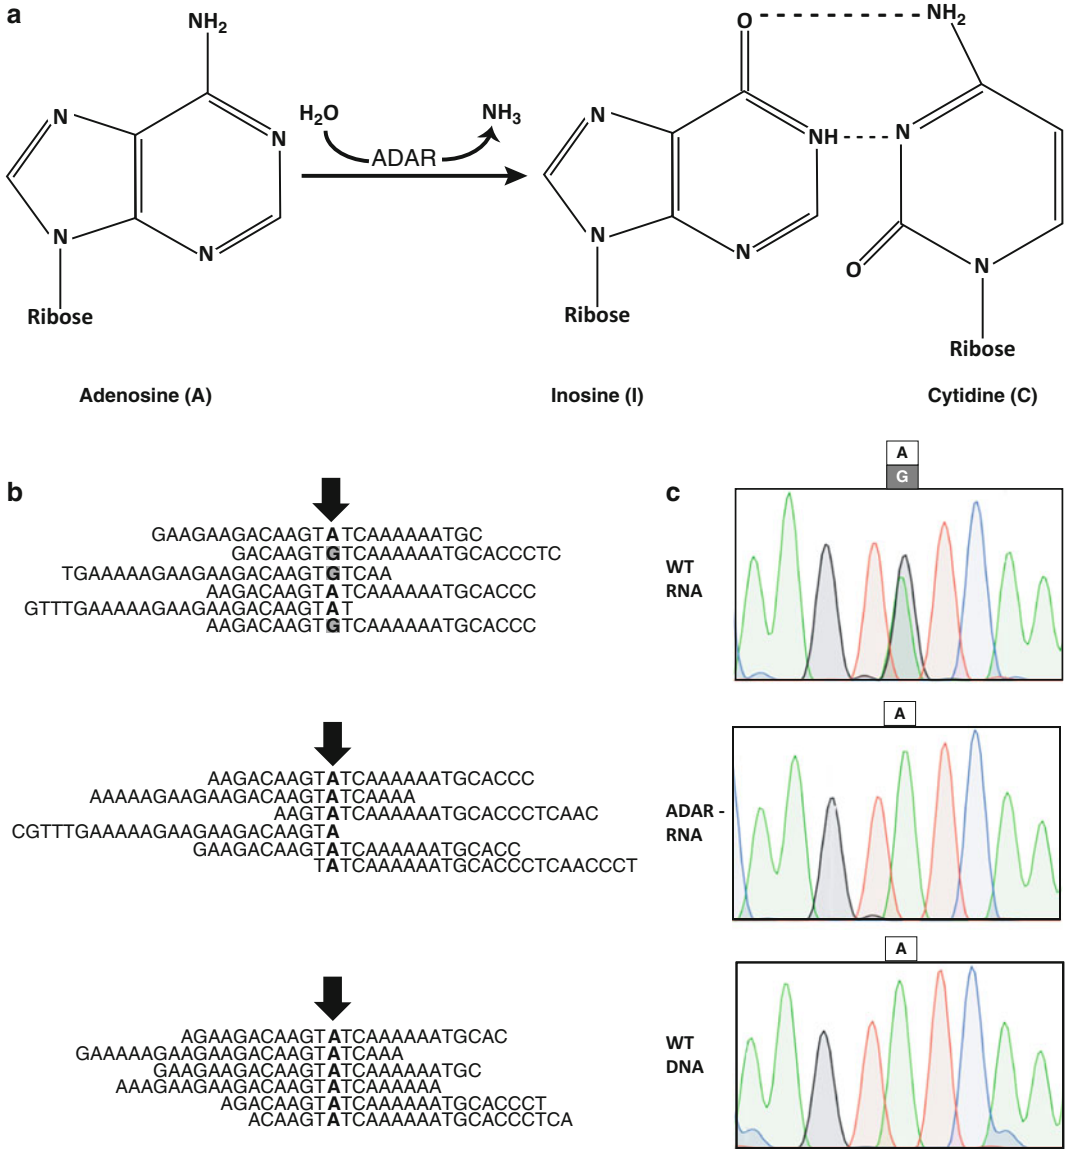 a
NH2
N
N
N
N
Ribose
H2O
ADAR
NH3
O
N
NH
N
N
Ribose
NH2
N
O
N
Ribose
Adenosine (A)
Inosine (I)
Cytidine (C)
b
GAAGAAGACAAGTATCAAAAAATGC
GACAAGTGTCAAAAAATGCACCCTC
TGAAAAAGAAGAAGACAAGTGTCAA
AAGACAAGTATCAAAAAATGCACCC
GTTTGAAAAAGAAGAAGACAAGTAT
AAGACAAGTGTCAAAAAATGCACCC
AAGACAAGTATCAAAAAATGCACCC
AAAAAGAAGAAGACAAGTATCAAAA
AAGTATCAAAAAATGCACCCTCAAC
CGTTTGAAAAAGAAGAAGACAAGTA
GAAGACAAGTATCAAAAAATGCACC
TATCAAAAAATGCACCCTCAACCCT
AGAAGACAAGTATCAAAAAATGCAC
GAAAAAGAAGAAGACAAGTATCAAA
GAAGAAGACAAGTATCAAAAAATGC
AAAGAAGAAGACAAGTATCAAAAAA
AGACAAGTATCAAAAAATGCACCCT
ACAAGTATCAAAAAATGCACCCTCA
c
A
G
WT
RNA
A
ADAR -
RNA
A
WT
DNA